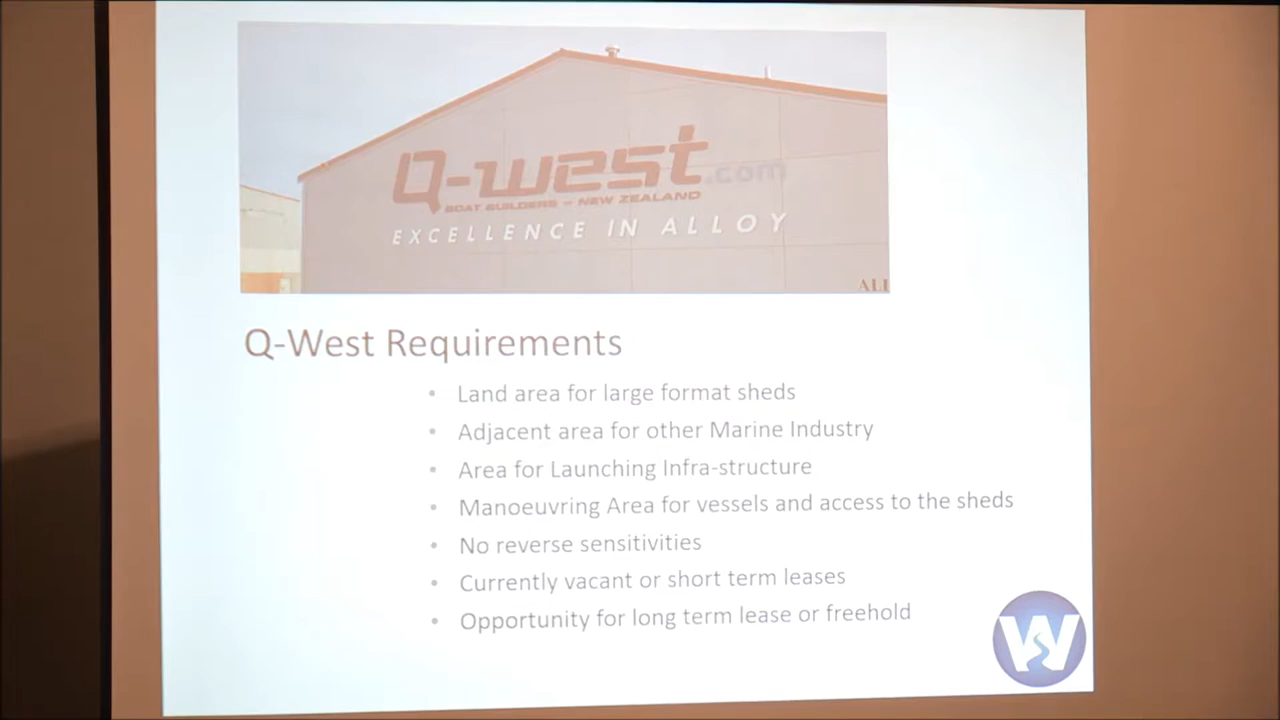 Q-west.com
BOAT BUILDERS – NEW ZEALAND
EXCELLENCE IN ALLOY
ALL
Q-West Requirements
• Land area for large format sheds
• Adjacent area for other Marine Industry
• Area for Launching Infra-structure
• Manoeuvring Area for vessels and access to the sheds
• No reverse sensitivities
• Currently vacant or short term leases
• Opportunity for long term lease or freehold
W